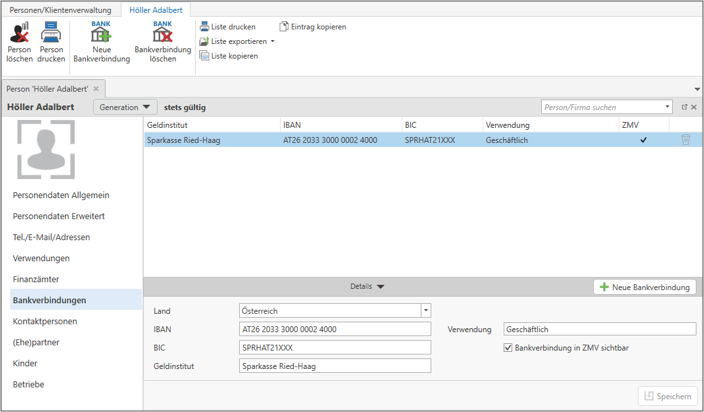 Personen/Klientenverwaltung Höller Adalbert
Person löschen
Person drucken
BANK Neue Bankverbindung
BANK Bankverbindung löschen
Liste drucken
Liste exportieren
Liste kopieren
Eintrag kopieren
Person 'Höller Adalbert' ×
Höller Adalbert Generation stets gültig Person/Firma suchen
Geldinstitut IBAN BIC Verwendung ZMV
Sparkasse Ried-Haag AT26 2033 3000 0002 4000 SPRHAT21XXX Geschäftlich
Personendaten Allgemein
Personendaten Erweitert
Tel./E-Mail/Adressen
Verwendungen
Finanzämter
Bankverbindungen
Kontaktpersonen
(Ehe)partner
Kinder
Betriebe
Details Neue Bankverbindung
Land Österreich
IBAN AT26 2033 3000 0002 4000 Verwendung Geschäftlich
BIC SPRHAT21XXX Bankverbindung in ZMV sichtbar
Geldinstitut Sparkasse Ried-Haag
Speichern